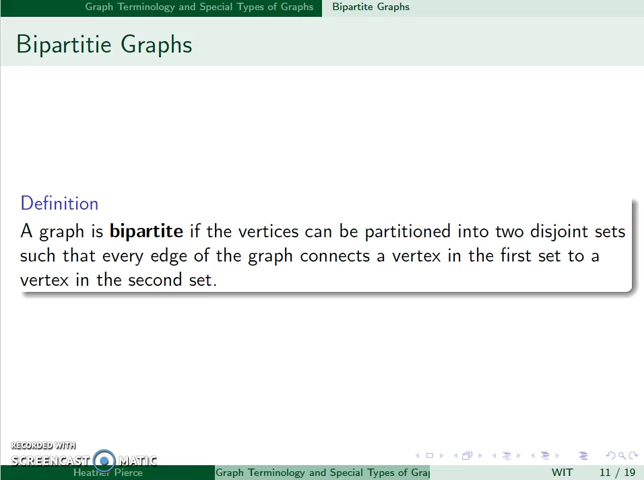 Graph Terminology and Special Types of Graphs Bipartite Graphs
Bipartitie Graphs
Definition
A graph is bipartite if the vertices can be partitioned into two disjoint sets
such that every edge of the graph connects a vertex in the first set to a
vertex in the second set.
RECORDED WITH
SCREENCAST MATIC
Heather Pierce Graph Terminology and Special Types of Grap WIT 11 / 19